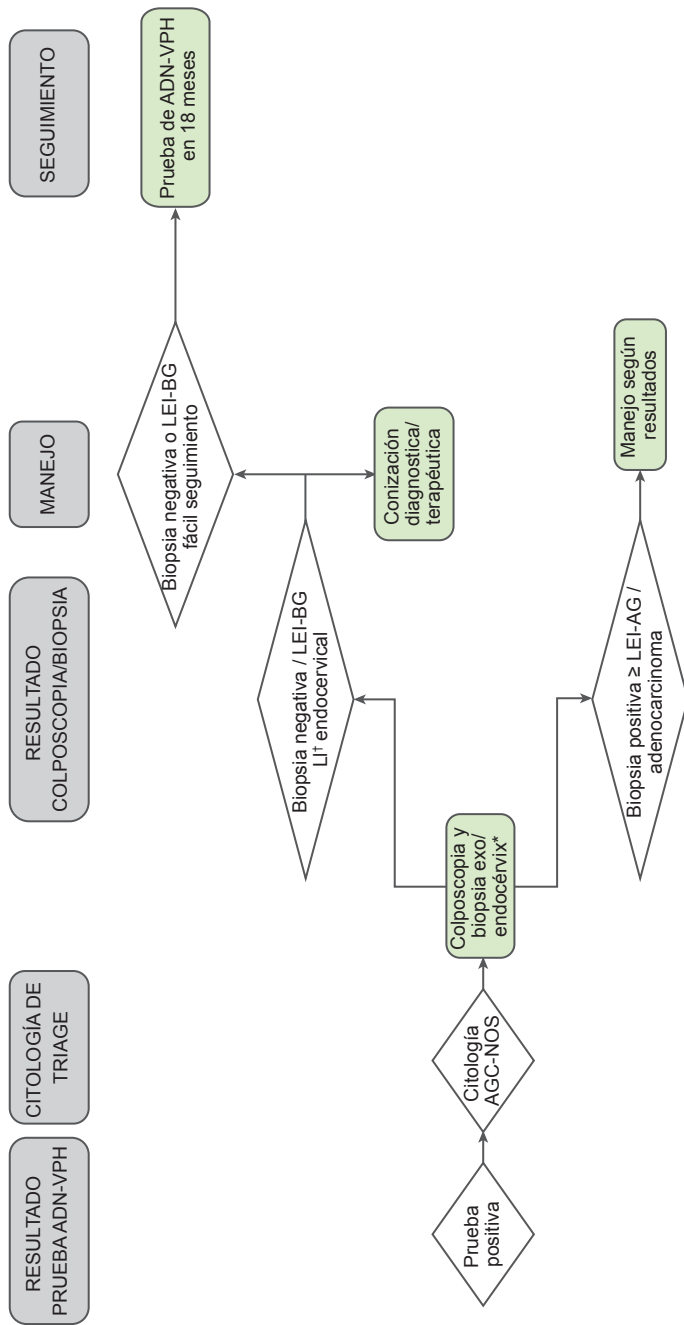 RESULTADO
PRUEBA ADN-VPH
CITOLOGÍA DE
TRIAGE
RESULTADO
COLPOSCOPIA/BIOPSIA
MANEJO
SEGUIMIENTO
Prueba
positiva
Citología
AGC-NOS
Colposcopia y
biopsia exo/
endocérvix*
Biopsia negativa / LEI-BG
LI† endocervical
Biopsia negativa o LEI-BG
fácil seguimiento
Prueba de ADN-VPH
en 18 meses
Conización
diagnostica/
terapéutica
Biopsia positiva ≥ LEI-AG /
adenocarcinoma
Manejo según
resultados